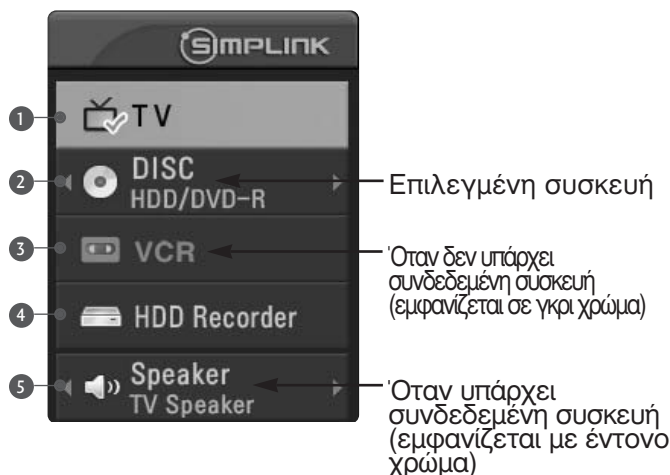 SIMPLINK
1 TV
2 DISC
HDD/DVD-R
Επιλεγμένη συσκευή
3 VCR
Όταν δεν υπάρχει
συνδεδεμένη συσκευή
(εμφανίζεται σε γκρι χρώμα)
4 HDD Recorder
5 Speaker
TV Speaker
Όταν υπάρχει
συνδεδεμένη συσκευή
(εμφανίζεται με έντονο
χρώμα)